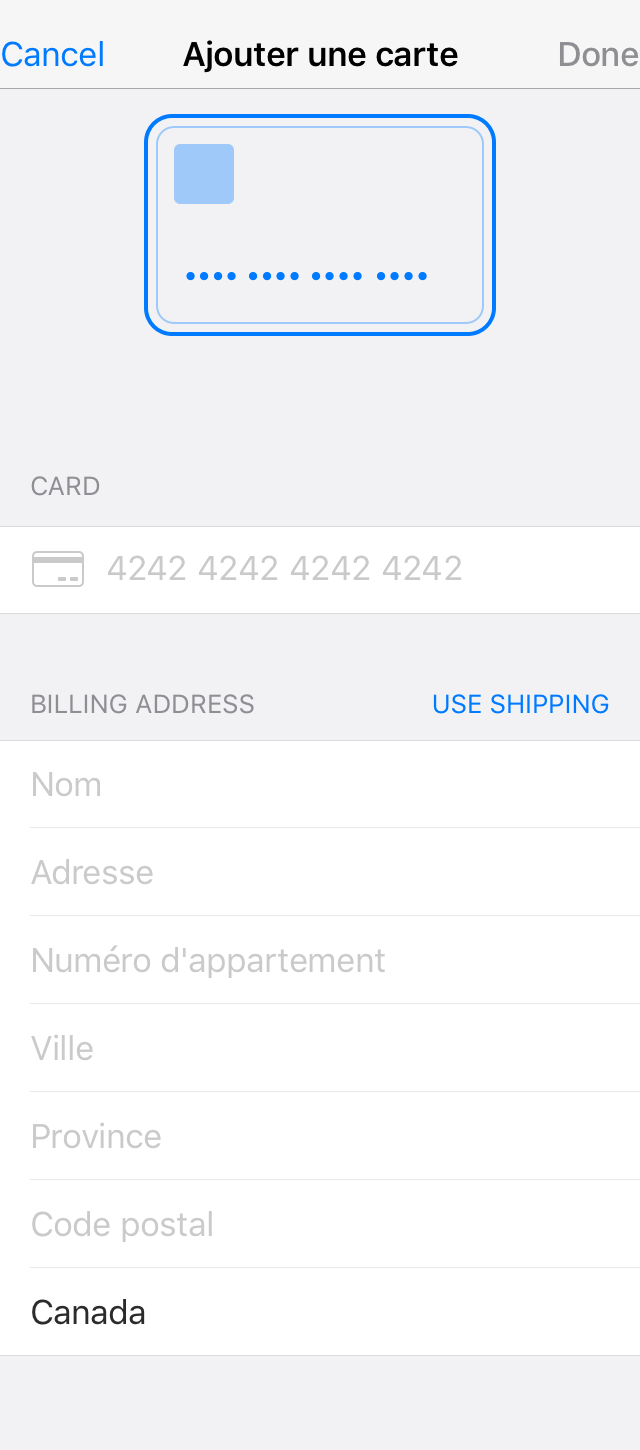 Cancel Ajouter une carte Done
•••• •••• •••• ••••
CARD
4242 4242 4242 4242
BILLING ADDRESS USE SHIPPING
Nom
Adresse
Numéro d'appartement
Ville
Province
Code postal
Canada